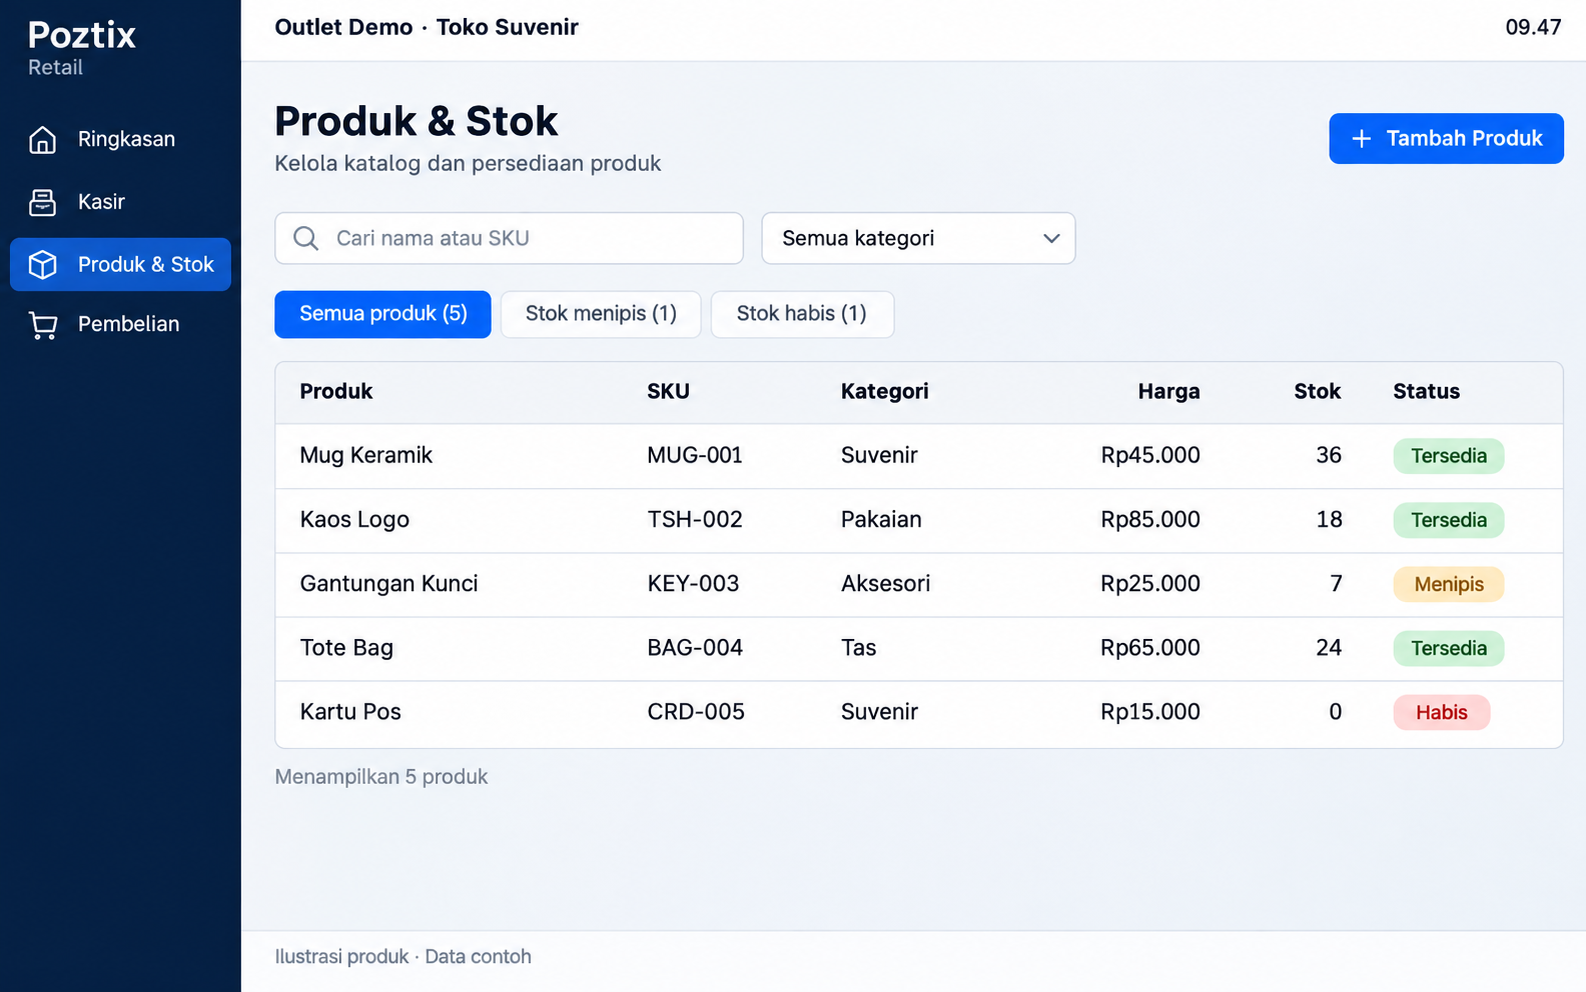 Poztix
Retail
Ringkasan
Kasir
Produk & Stok
Pembelian
Outlet Demo · Toko Suvenir
09.47
Produk & Stok
Kelola katalog dan persediaan produk
+ Tambah Produk
Cari nama atau SKU
Semua kategori
Semua produk (5)
Stok menipis (1)
Stok habis (1)
Produk SKU Kategori Harga Stok Status
Mug Keramik MUG-001 Suvenir Rp45.000 36 Tersedia
Kaos Logo TSH-002 Pakaian Rp85.000 18 Tersedia
Gantungan Kunci KEY-003 Aksesori Rp25.000 7 Menipis
Tote Bag BAG-004 Tas Rp65.000 24 Tersedia
Kartu Pos CRD-005 Suvenir Rp15.000 0 Habis
Menampilkan 5 produk
Ilustrasi produk · Data contoh